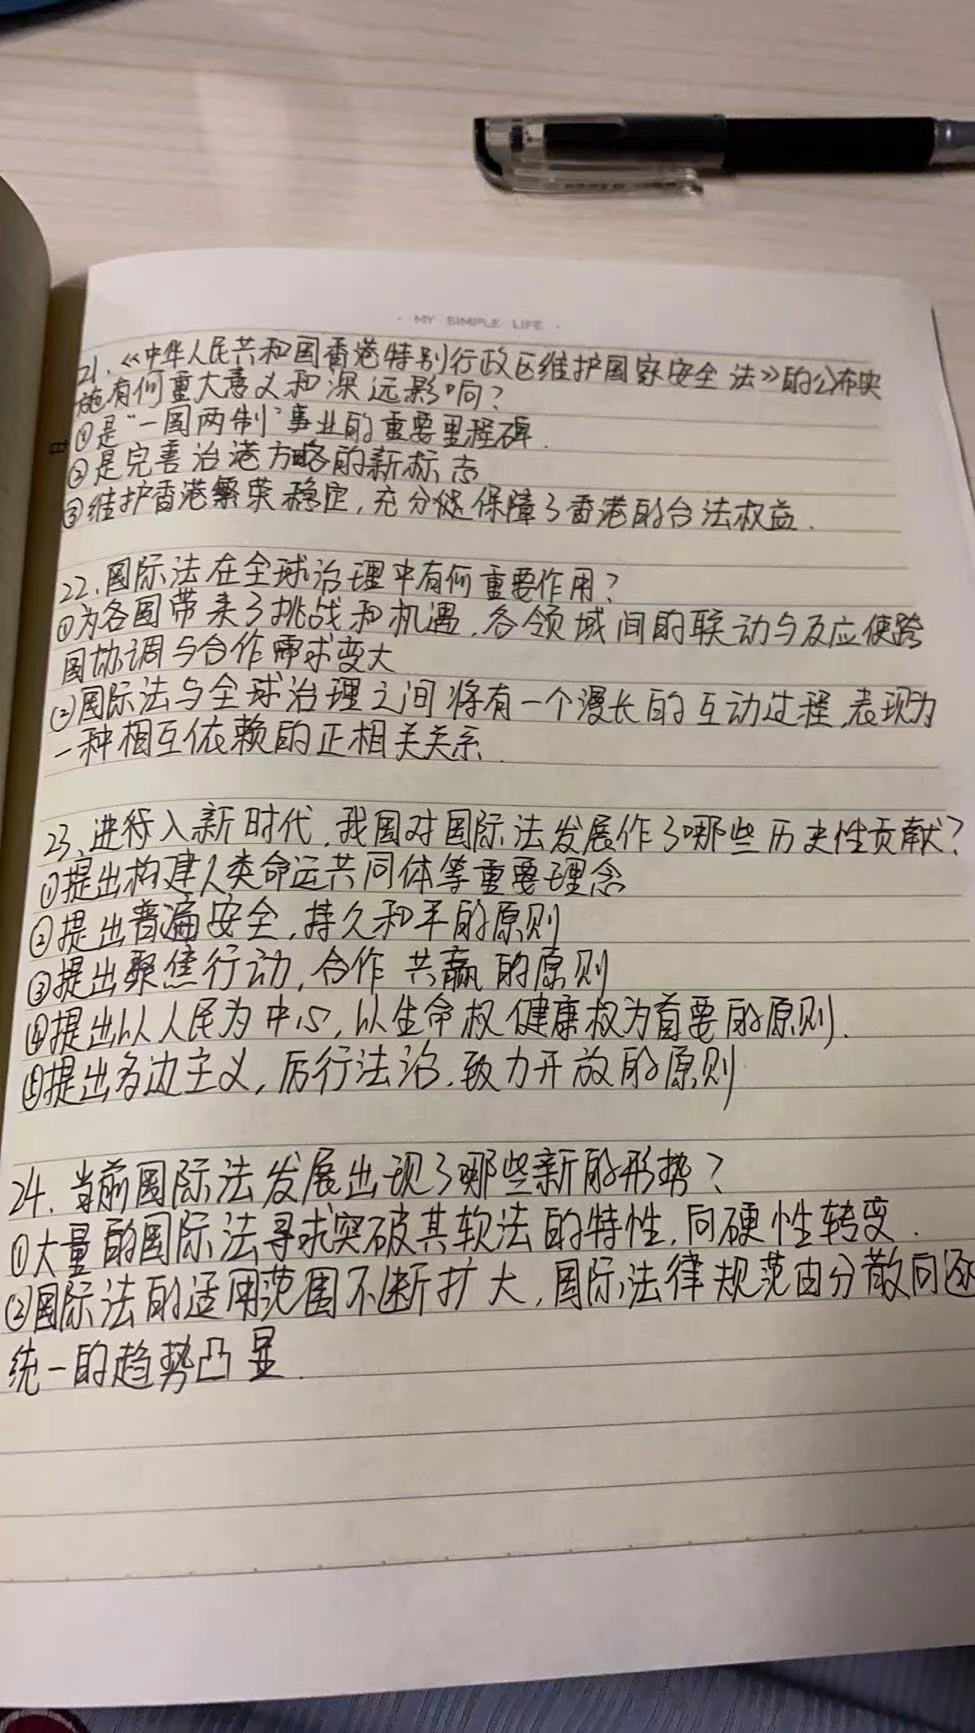 · MY SIMPLE LIFE ·
21.《中华人民共和国香港特别行政区维护国家安全法》的公布实
施有何重大意义和深远影响?
①是“一国两制”事业的重要里程碑.
②是完善治港方略的新标志
③维护香港繁荣稳定,充分保障了香港的合法权益.
22.国际法在全球治理中有何重要作用?
①为各国带来了挑战和机遇,各领域间的联动与反应使跨
国协调与合作需求变大
②国际法与全球治理之间将有一个漫长的互动过程,表现为
一种相互依赖的正相关关系.
23、进入新时代,我国对国际法发展作了哪些历史性贡献?
①提出构建人类命运共同体等重要理念
②提出普遍安全,持久和平的原则
③提出聚焦行动,合作共赢的原则
④提出以人民为中心,以生命权健康权为首要的原则.
⑤提出多边主义,厉行法治,致力开放的原则
24.当前国际法发展出现了哪些新的形势?
①大量的国际法寻求突破其软法的特性,向硬性转变.
②国际法的适用范围不断扩大,国际法律规范由分散向
统一的趋势凸显.